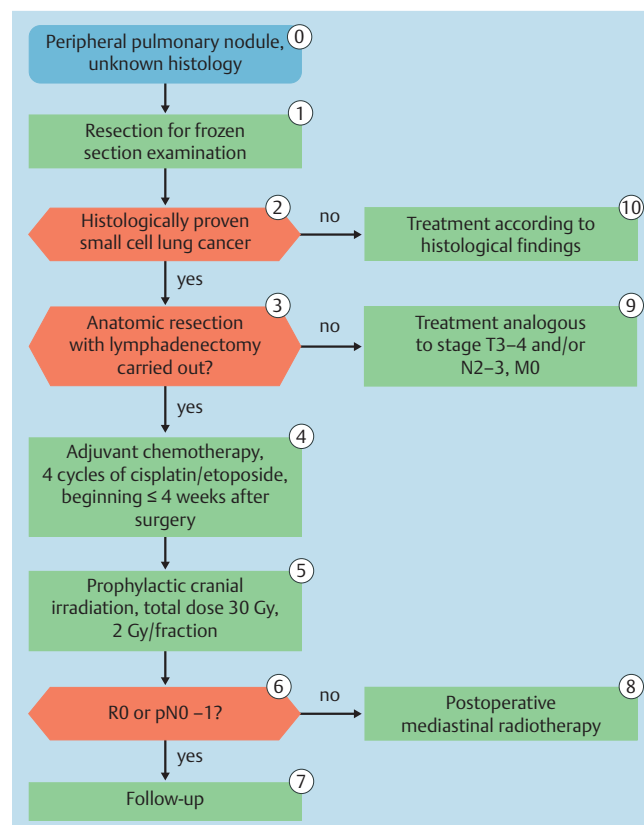 0
Peripheral pulmonary nodule,
unknown histology
1
Resection for frozen
section examination
2
Histologically proven
small cell lung cancer
no
10
Treatment according to
histological findings
yes
3
Anatomic resection
with lymphadenectomy
carried out?
no
9
Treatment analogous
to stage T3–4 and/or
N2–3, M0
yes
4
Adjuvant chemotherapy,
4 cycles of cisplatin/etoposide,
beginning ≤ 4 weeks after
surgery
5
Prophylactic cranial
irradiation, total dose 30 Gy,
2 Gy/fraction
6
R0 or pN0 –1?
no
8
Postoperative
mediastinal radiotherapy
yes
7
Follow-up